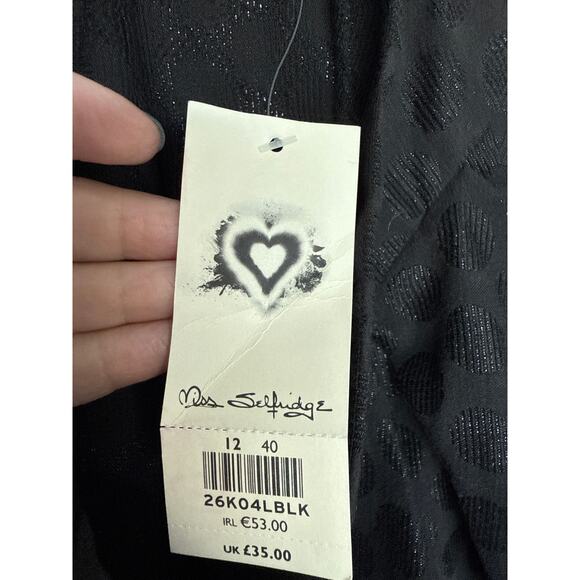 Miss Selfridge
12 40
26K04LBLK
IRL €53.00
UK £35.00